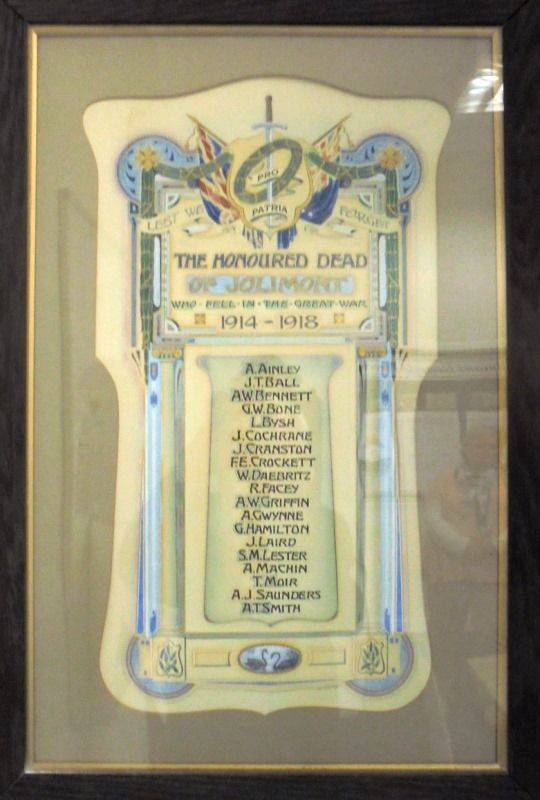 PRO
PATRIA
LEST WE FORGET
THE HONOURED DEAD
OF JOLIMONT
WHO · FELL · IN · THE · GREAT · WAR
1914 - 1918
A. AINLEY
J.T. BALL
A.W. BENNETT
G.W. BONE
L. BYSH
J. COCHRANE
J. CRANSTON
F.E. CROCKETT
W. DAEBRITZ
R. FACEY
A.W. GRIFFIN
A. GWYNNE
G. HAMILTON
J. LAIRD
S.M. LESTER
A. MACHIN
T. MOIR
A.J. SAUNDERS
A.T. SMITH